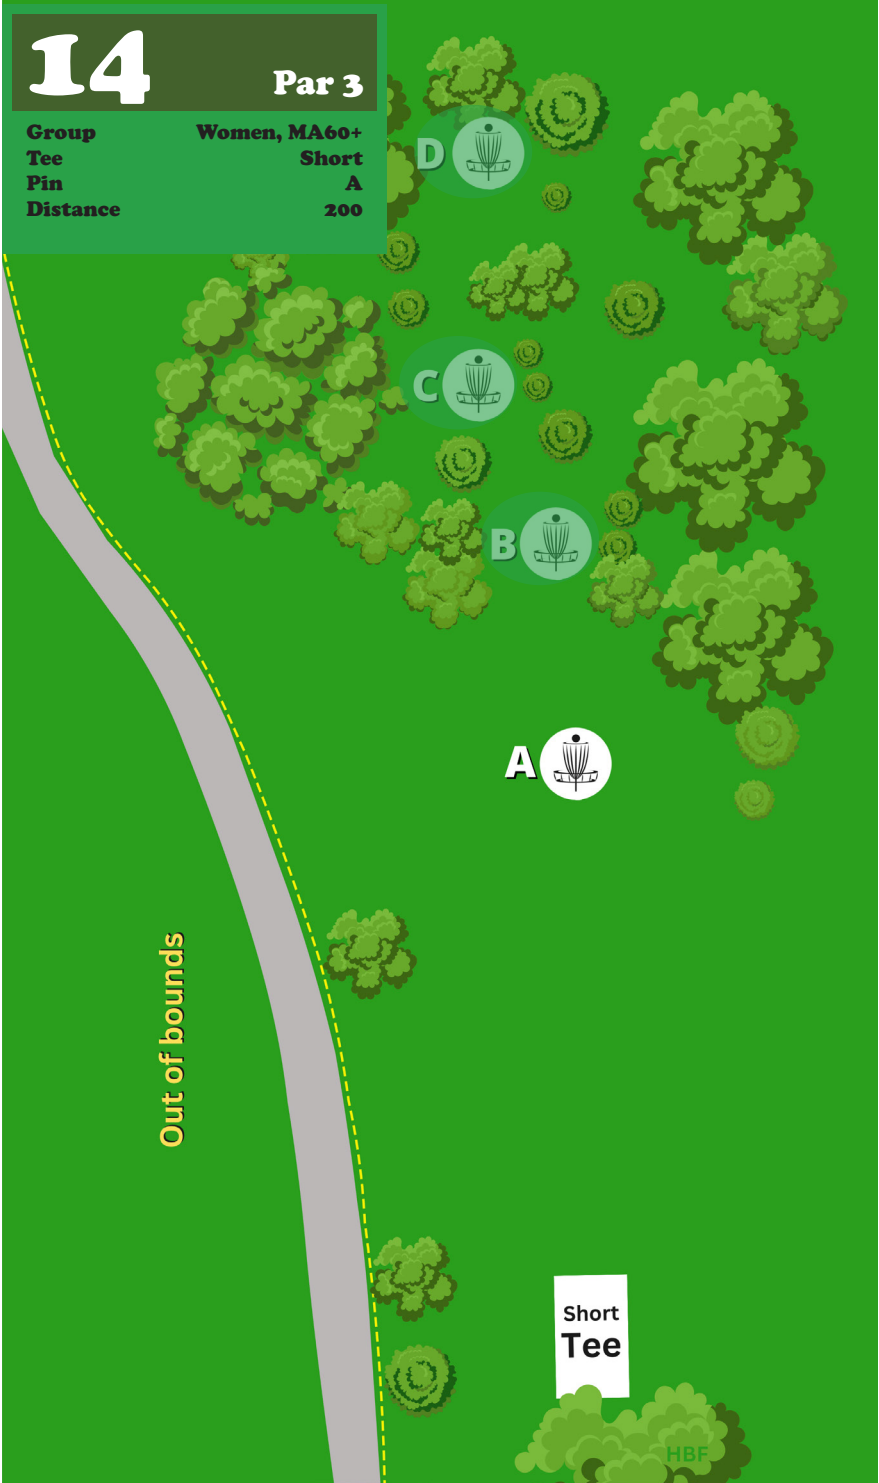 14
Par 3
Group Women, MA60+
Tee Short
Pin A
Distance 200
D
C
B
A
Out of bounds
Short
Tee
HBF